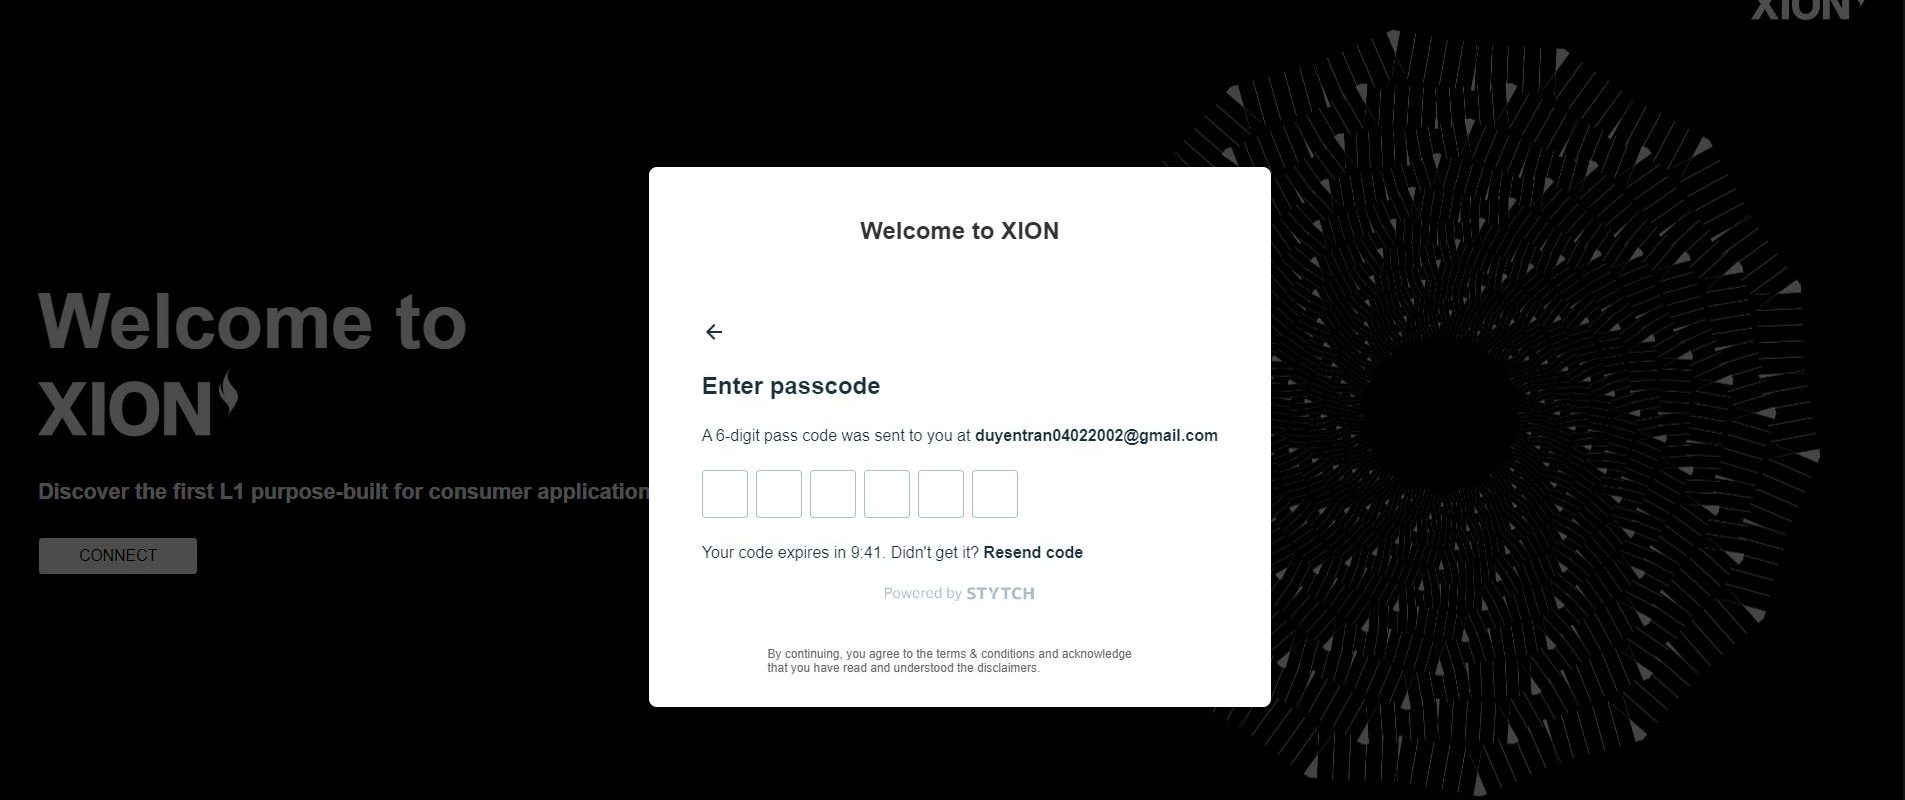 XION
Welcome to
XION
Discover the first L1 purpose-built for consumer application
CONNECT
Welcome to XION
Enter passcode
A 6-digit pass code was sent to you at duyentran04022002@gmail.com
Your code expires in 9:41. Didn't get it? Resend code
Powered by STYTCH
By continuing, you agree to the terms & conditions and acknowledge
that you have read and understood the disclaimers.